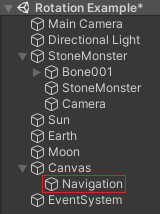 Rotation Example*
Main Camera
Directional Light
StoneMonster
Bone001
StoneMonster
Camera
Sun
Earth
Moon
Canvas
Navigation
EventSystem